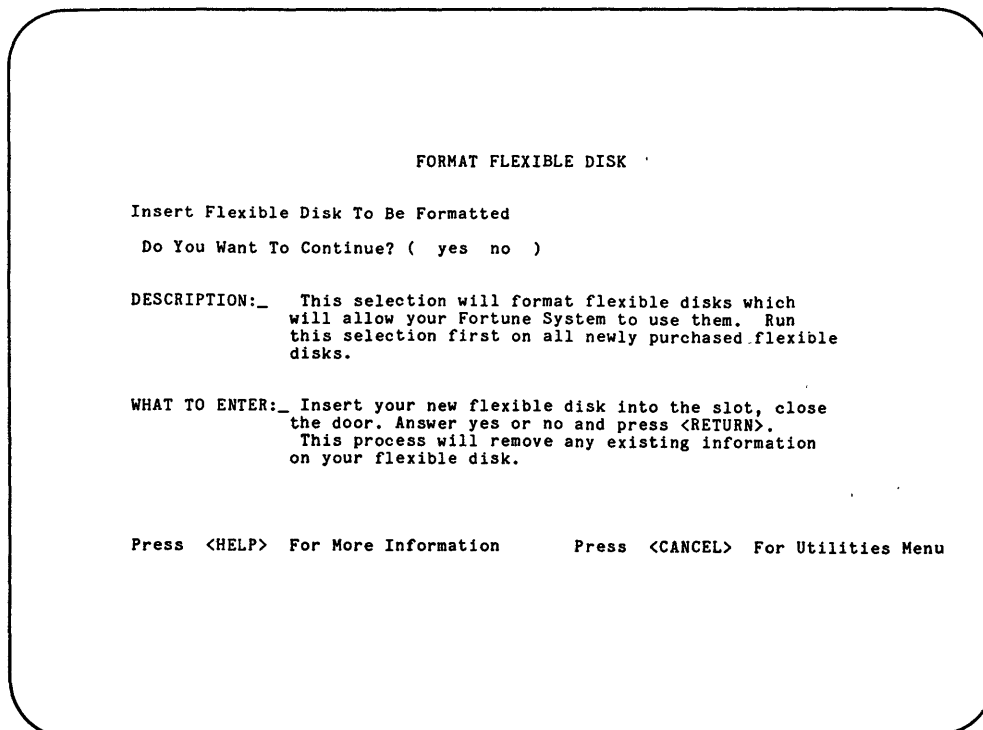 FORMAT FLEXIBLE DISK
Insert Flexible Disk To Be Formatted
Do You Want To Continue? ( yes no )
DESCRIPTION:_ This selection will format flexible disks which
will allow your Fortune System to use them. Run
this selection first on all newly purchased flexible
disks.
WHAT TO ENTER:_ Insert your new flexible disk into the slot, close
the door. Answer yes or no and press <RETURN>.
This process will remove any existing information
on your flexible disk.
Press <HELP> For More Information Press <CANCEL> For Utilities Menu